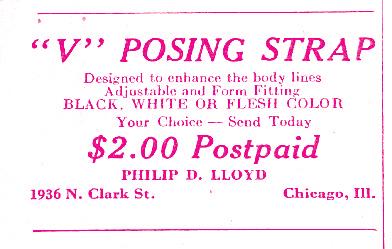 "V" POSING STRAP
Designed to enhance the body lines
Adjustable and Form Fitting
BLACK, WHITE OR FLESH COLOR
Your Choice — Send Today
$2.00 Postpaid
PHILIP D. LLOYD
1936 N. Clark St. Chicago, Ill.